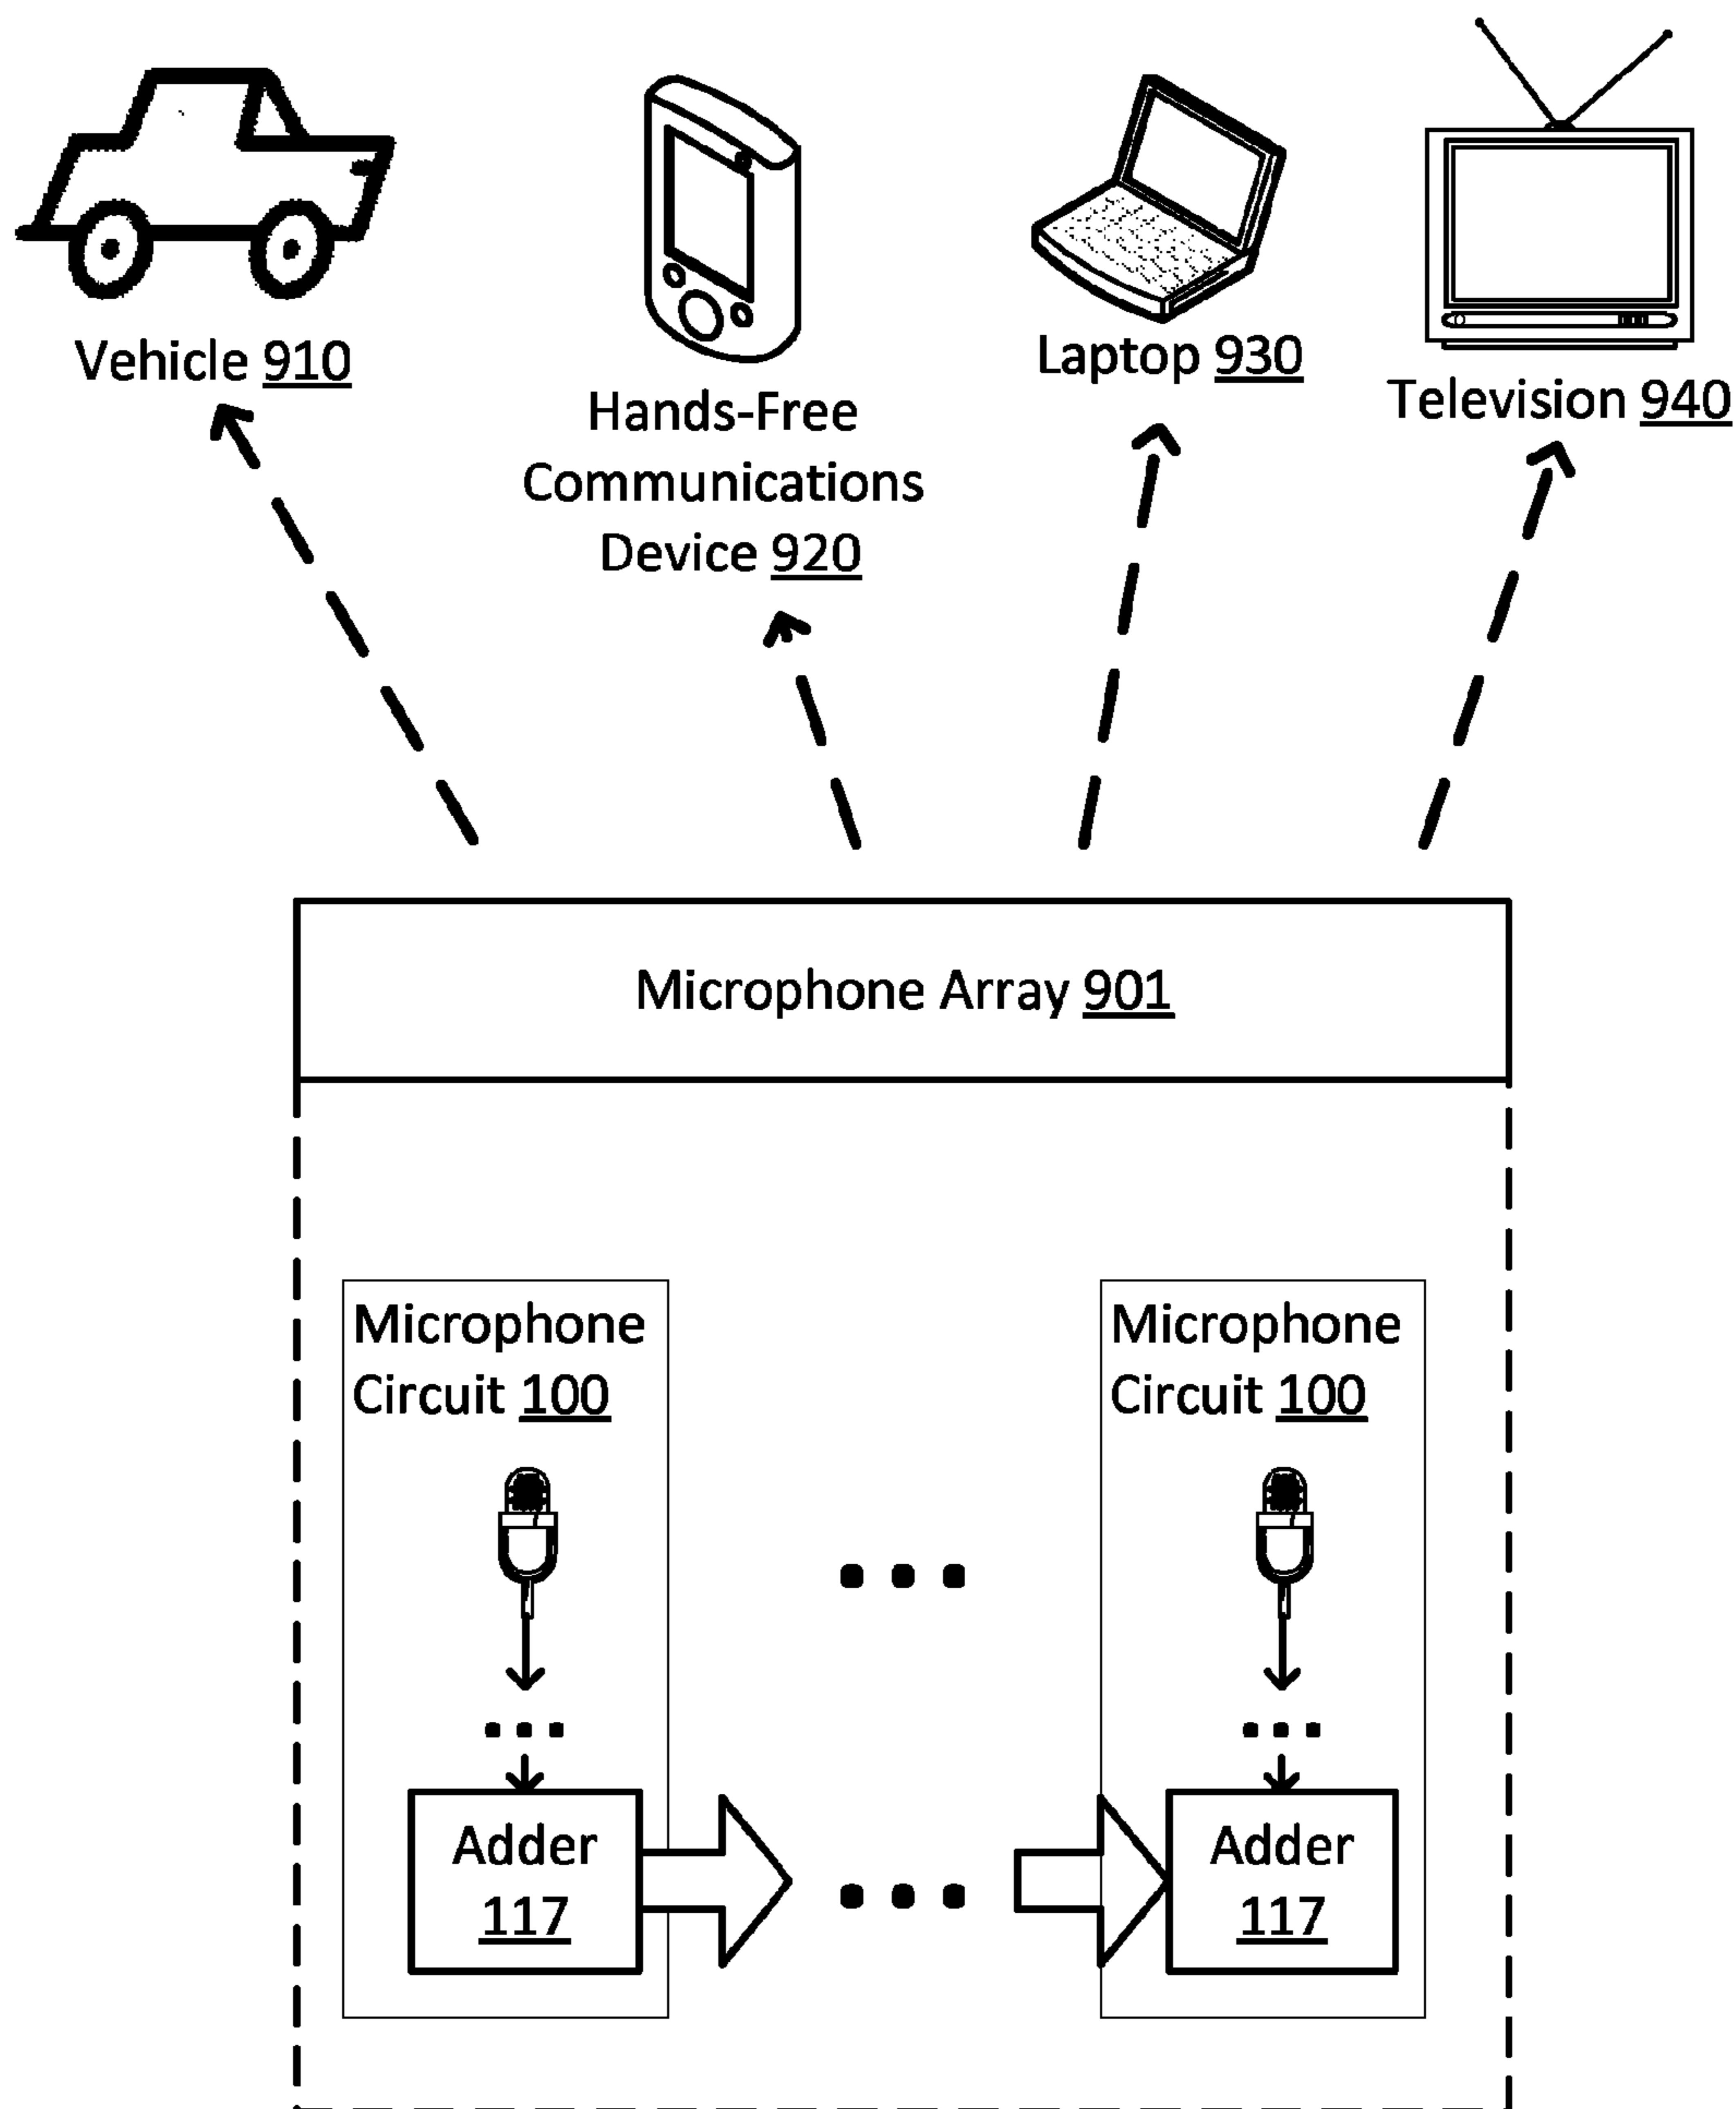 Vehicle 910
Hands-Free
Communications
Device 920
Laptop 930
Television 940
Microphone Array 901
Microphone
Circuit 100
Adder
117
Microphone
Circuit 100
Adder
117